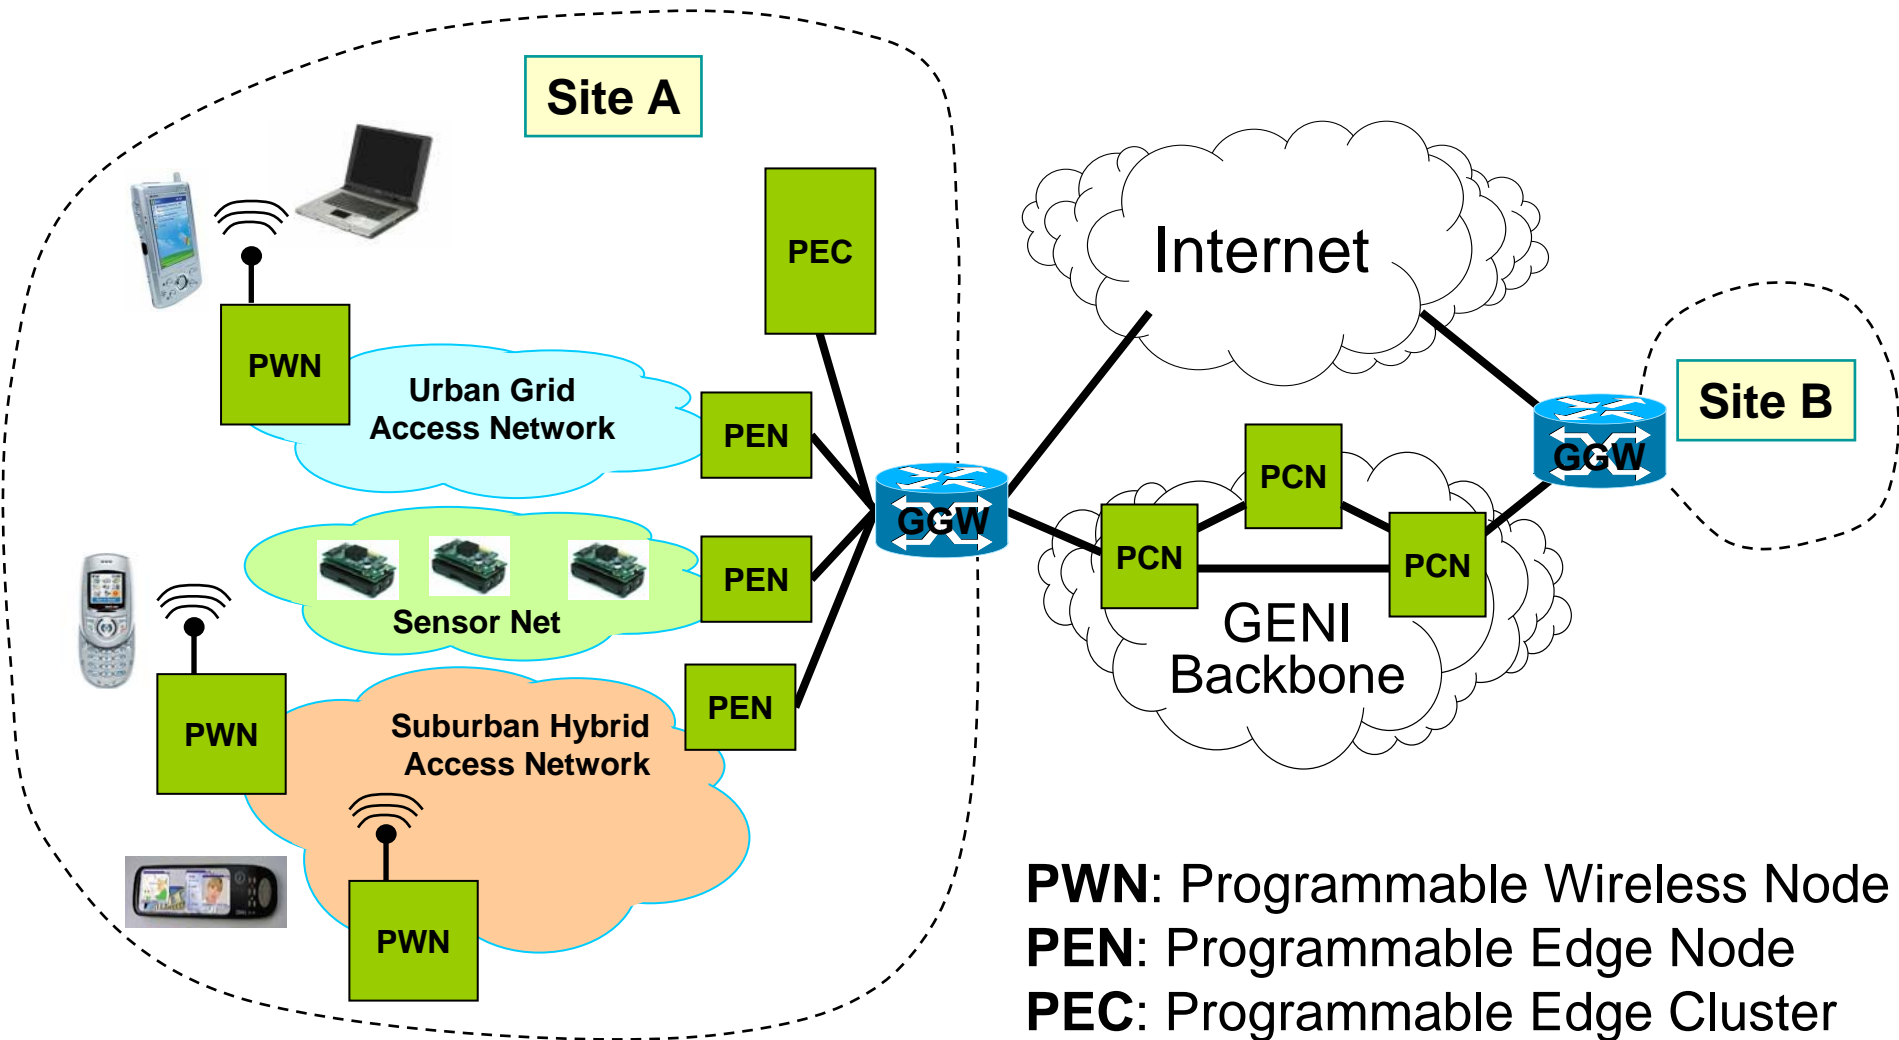 Site A
Internet
PEC
PWN
Urban Grid
Access Network
PEN
GGW
Site B
GGW
PCN
PCN
PCN
PEN
Sensor Net
GENI
Backbone
PWN
Suburban Hybrid
Access Network
PEN
PWN
PWN: Programmable Wireless Node
PEN: Programmable Edge Node
PEC: Programmable Edge Cluster